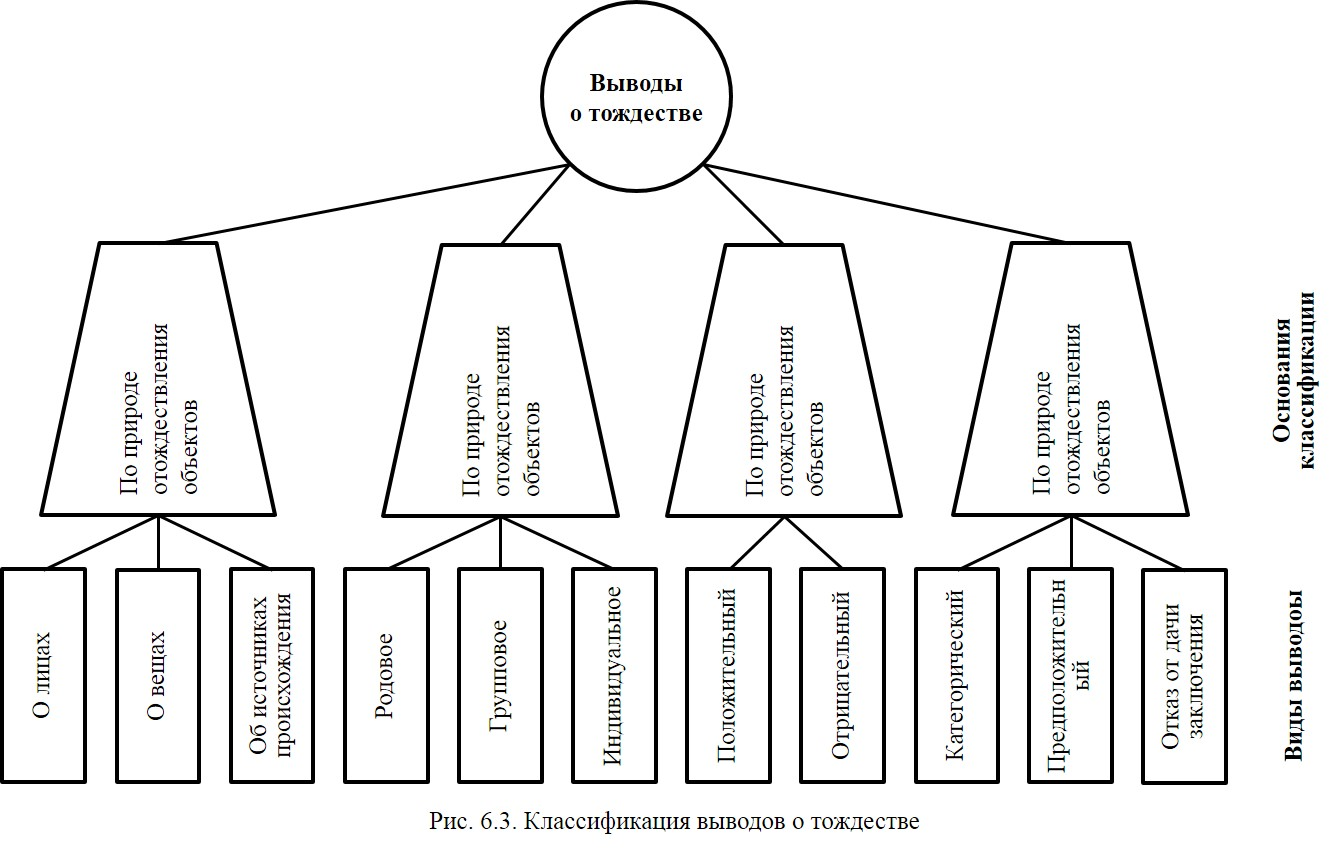 Выводы
о тождестве
По природе
отождествления
объектов
По природе
отождествления
объектов
По природе
отождествления
объектов
По природе
отождествления
объектов
Основания
классификации
О лицах
О вещах
Об источниках
происхождения
Родовое
Групповое
Индивидуальное
Положительный
Отрицательный
Категорический
Предположительн
ый
Отказ от дачи
заключения
Виды выводоы
Рис. 6.3. Классификация выводов о тождестве